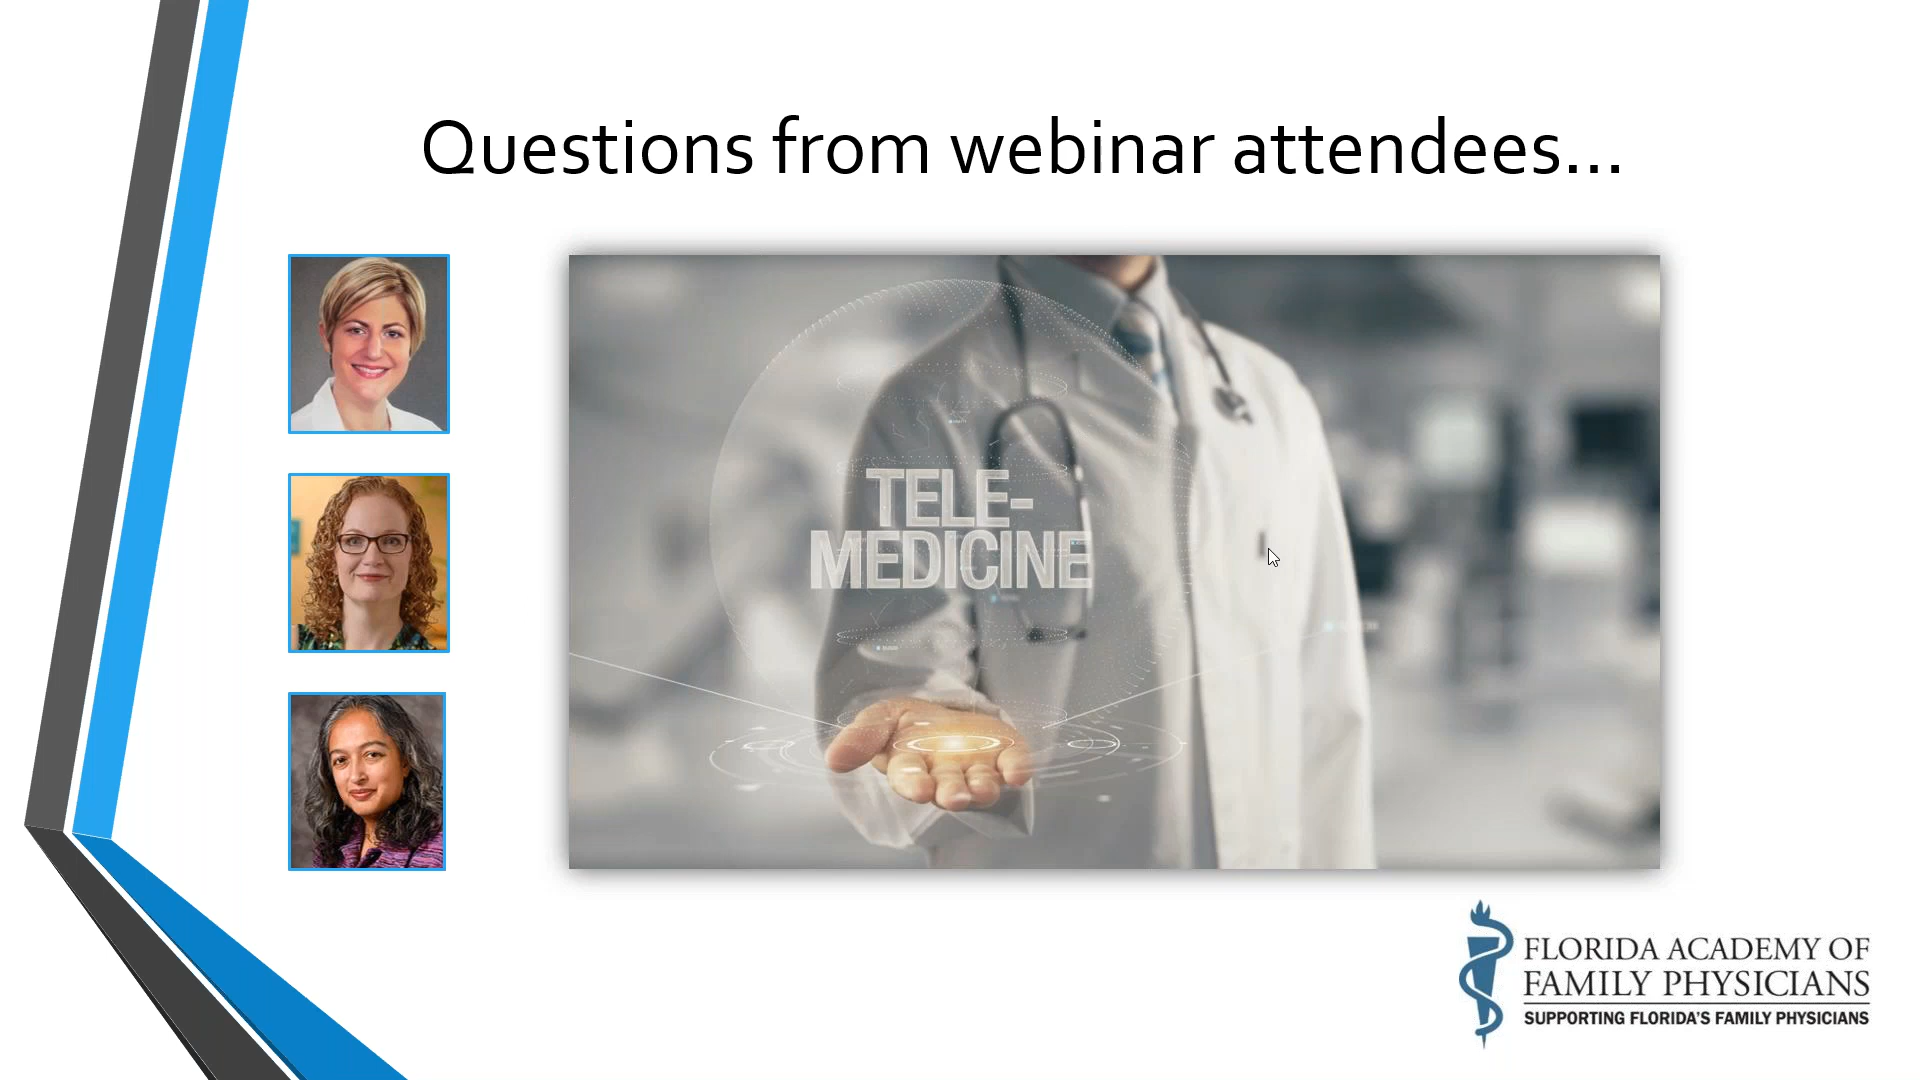 Questions from webinar attendees...
TELE-
MEDICINE
FLORIDA ACADEMY OF
FAMILY PHYSICIANS
SUPPORTING FLORIDA'S FAMILY PHYSICIANS